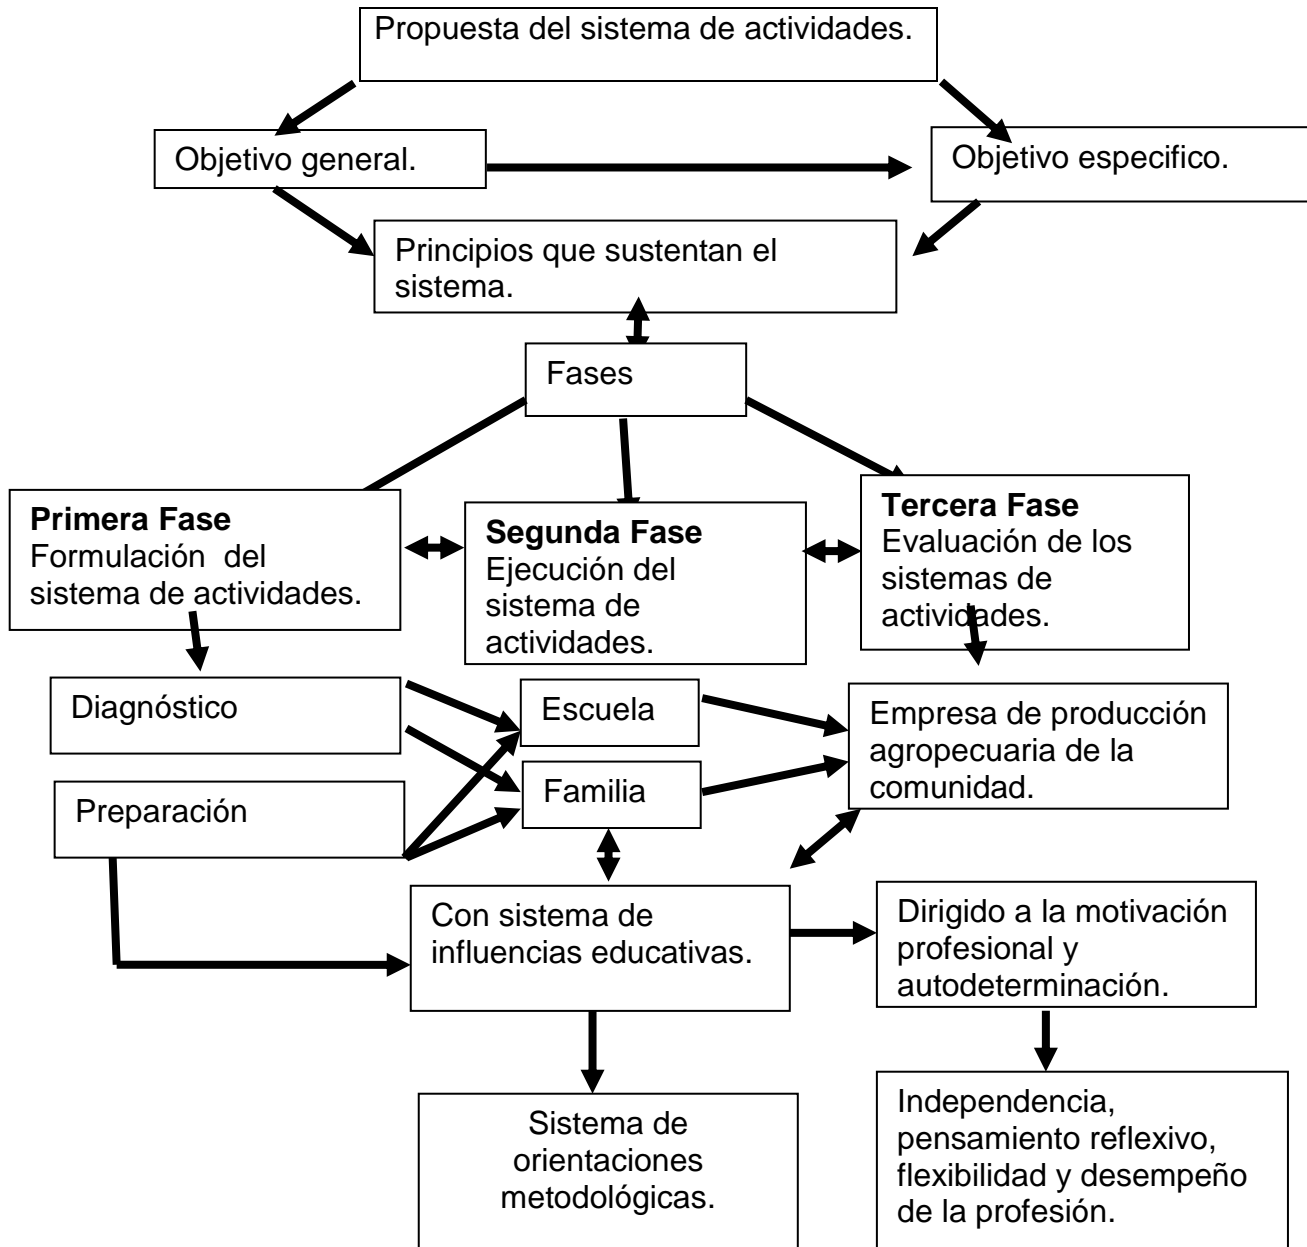 Propuesta del sistema de actividades.
Objetivo general.
Objetivo especifico.
Principios que sustentan el
sistema.
Fases
Primera Fase
Formulación  del
sistema de actividades.
Segunda Fase
Ejecución del
sistema de
actividades.
Tercera Fase
Evaluación de los
sistemas de
actividades.
Diagnóstico
Escuela
Empresa de producción
agropecuaria de la
comunidad.
Preparación
Familia
Con sistema de
influencias educativas.
Dirigido a la motivación
profesional y
autodeterminación.
Sistema de
orientaciones
metodológicas.
Independencia,
pensamiento reflexivo,
flexibilidad y desempeño
de la profesión.